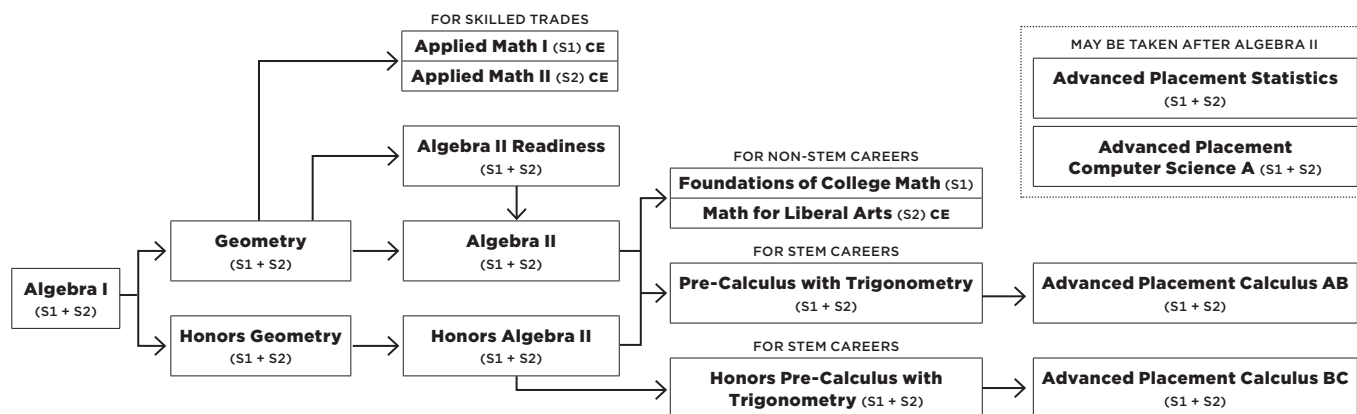 FOR SKILLED TRADES
Applied Math I (S1) CE
Applied Math II (S2) CE
MAY BE TAKEN AFTER ALGEBRA II
Advanced Placement Statistics
(S1 + S2)
Advanced Placement
Computer Science A (S1 + S2)
Algebra II Readiness
(S1 + S2)
FOR NON-STEM CAREERS
Foundations of College Math (S1)
Math for Liberal Arts (S2) CE
Geometry
(S1 + S2)
Algebra II
(S1 + S2)
FOR STEM CAREERS
Pre-Calculus with Trigonometry
(S1 + S2)
Advanced Placement Calculus AB
(S1 + S2)
Algebra I
(S1 + S2)
Honors Geometry
(S1 + S2)
Honors Algebra II
(S1 + S2)
FOR STEM CAREERS
Honors Pre-Calculus with
Trigonometry (S1 + S2)
Advanced Placement Calculus BC
(S1 + S2)